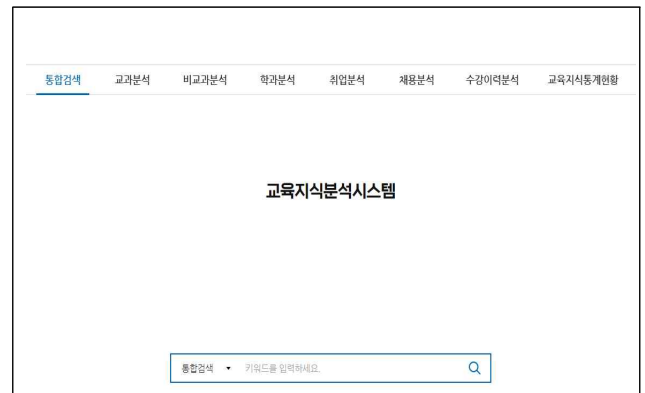 통합검색 교과분석 비교과분석 학과분석 취업분석 채용분석 수강이력분석 교육지식통계현황
교육지식분석시스템
통합검색 ▼ 키워드를 입력하세요.